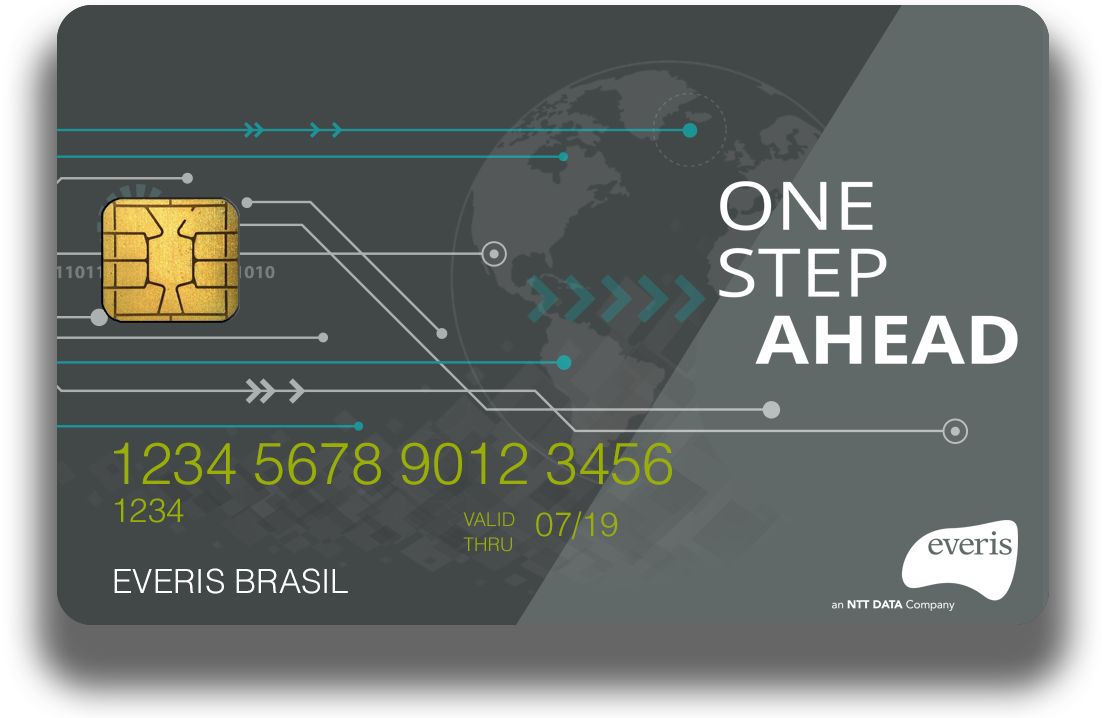 ONE
STEP
AHEAD
11011
1010
1234 5678 9012 3456
1234
VALID
THRU
07/19
EVERIS BRASIL
everis
an NTT DATA Company